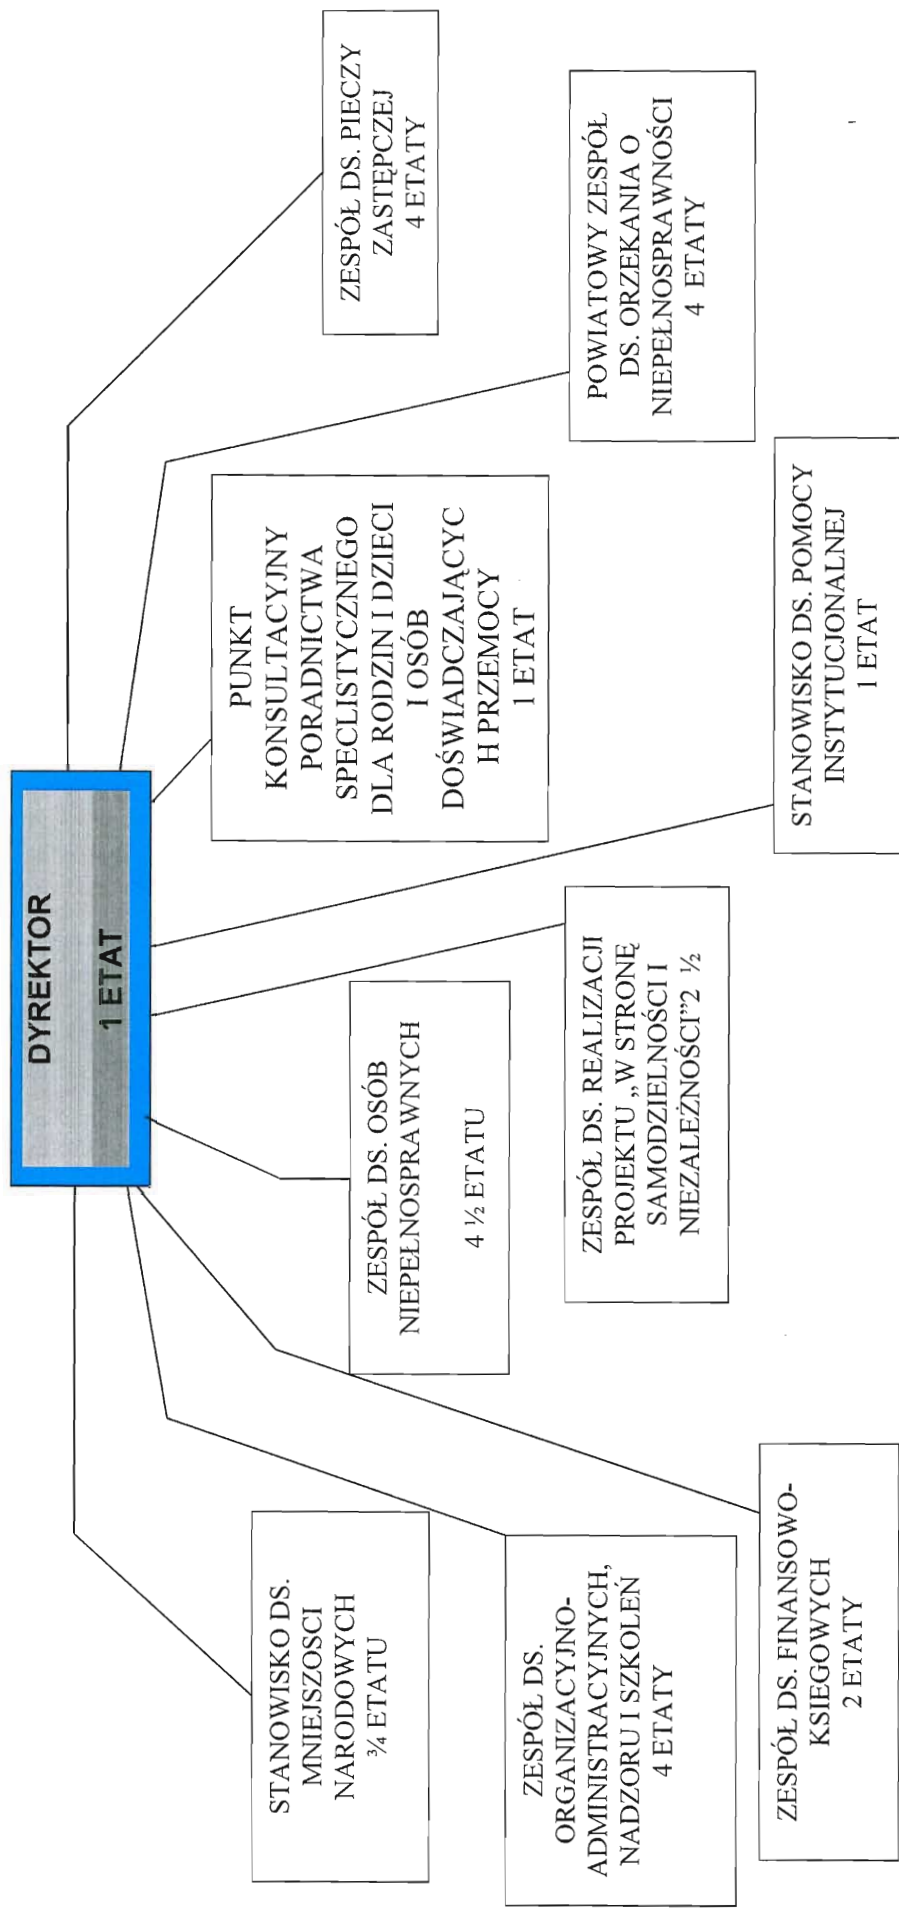 DYREKTOR
1 ETAT
STANOWISKO DS.
MNIEJSZOSCI
NARODOWYCH
¾ ETATU
ZESPÓŁ DS.
ORGANIZACYJNO-
ADMINISTRACYJNYCH,
NADZORU I SZKOLEŃ
4 ETATY
ZESPÓŁ DS. FINANSOWO-
KSIEGOWYCH
2 ETATY
ZESPÓŁ DS. OSÓB
NIEPEŁNOSPRAWNYCH
4 ½ ETATU
ZESPÓŁ DS. REALIZACJI
PROJEKTU „W STRONĘ
SAMODZIELNOŚCI I
NIEZALEŻNOŚCI”2 ½
PUNKT
KONSULTACYJNY
PORADNICTWA
SPECLISTYCZNEGO
DLA RODZIN I DZIECI
I OSÓB
DOŚWIADCZAJĄCYC
H PRZEMOCY
1 ETAT
STANOWISKO DS. POMOCY
INSTYTUCJONALNEJ
1 ETAT
ZESPÓŁ DS. PIECZY
ZASTĘPCZEJ
4 ETATY
POWIATOWY ZESPÓŁ
DS. ORZEKANIA O
NIEPEŁNOSPRAWNOŚCI
4 ETATY